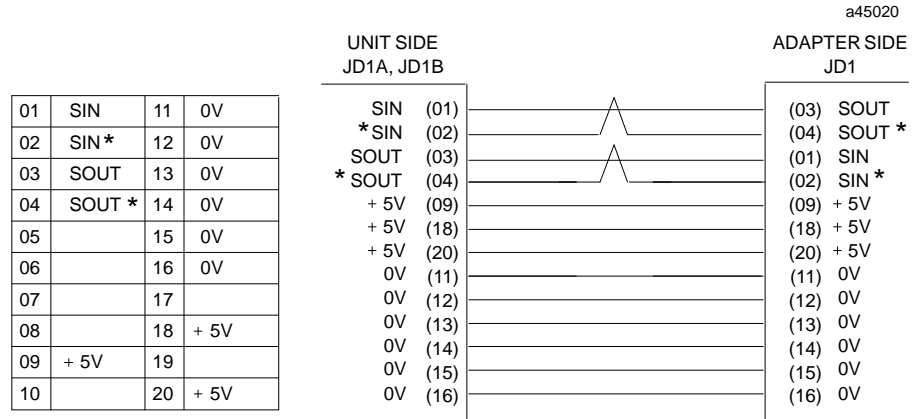 a45020
UNIT SIDE
JD1A, JD1B
ADAPTER SIDE
JD1
01 SIN 11 0V
02 SIN* 12 0V
03 SOUT 13 0V
04 SOUT * 14 0V
05 15 0V
06 16 0V
07 17
08 18 + 5V
09 + 5V 19
10 20 + 5V
SIN (01) (03) SOUT
*SIN (02) (04) SOUT *
SOUT (03) (01) SIN
* SOUT (04) (02) SIN *
+ 5V (09) (09) + 5V
+ 5V (18) (18) + 5V
+ 5V (20) (20) + 5V
0V (11) (11) 0V
0V (12) (12) 0V
0V (13) (13) 0V
0V (14) (14) 0V
0V (15) (15) 0V
0V (16) (16) 0V